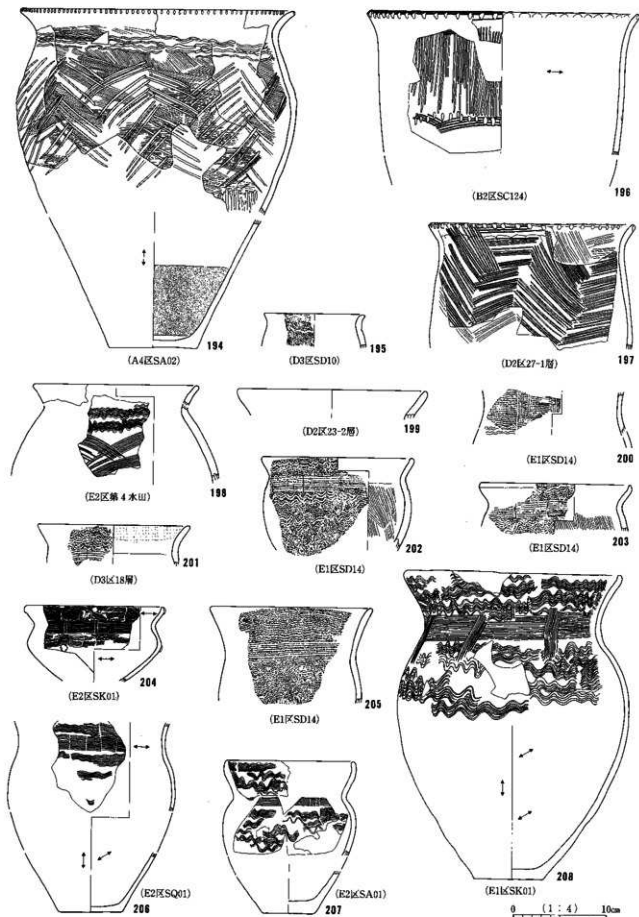 194
(A4区SA02)
195
(D3区SD10)
(B2区SC124)
196
197
(D2区27-1層)
198
(E2区第4水田)
199
(D2区23-2層)
200
(E1区SD14)
201
(D3区18層)
202
(E1区SD14)
203
(E1区SD14)
204
(E2区SK01)
205
(E1区SD14)
206
(E2区SQ01)
207
(E2区SA01)
208
(E1区SK01)
0 (1:4) 10cm